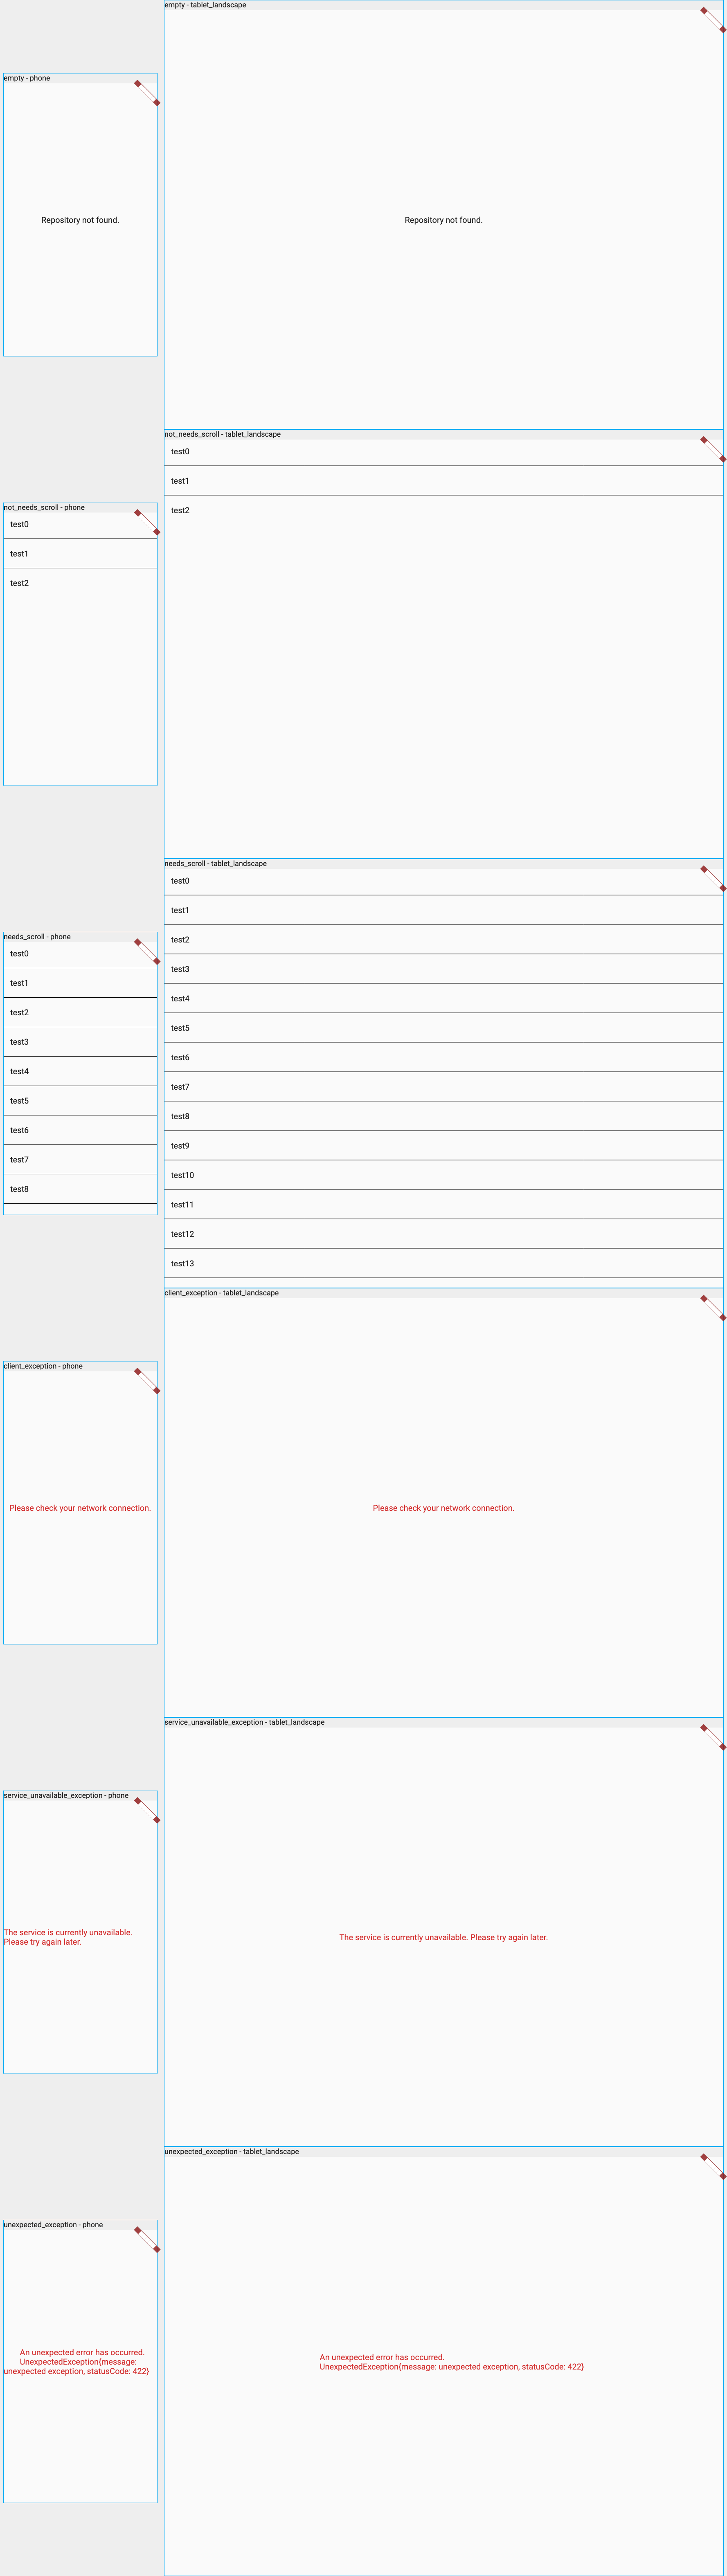 empty - tablet_landscape
empty - phone
Repository not found.
Repository not found.
not_needs_scroll - tablet_landscape
test0
test1
test2
not_needs_scroll - phone
test0
test1
test2
needs_scroll - tablet_landscape
test0
test1
test2
test3
test4
test5
test6
test7
test8
test9
test10
test11
test12
test13
needs_scroll - phone
test0
test1
test2
test3
test4
test5
test6
test7
test8
client_exception - tablet_landscape
client_exception - phone
Please check your network connection.
Please check your network connection.
service_unavailable_exception - tablet_landscape
service_unavailable_exception - phone
The service is currently unavailable.
Please try again later.
The service is currently unavailable. Please try again later.
unexpected_exception - tablet_landscape
unexpected_exception - phone
An unexpected error has occurred.
UnexpectedException{message:
unexpected exception, statusCode: 422}
An unexpected error has occurred.
UnexpectedException{message: unexpected exception, statusCode: 422}